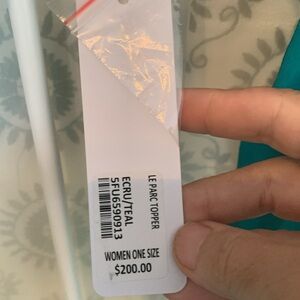 LE PARC TOPPER
ECRU/TEAL
5FU6590913
WOMEN ONE SIZE
$200.00